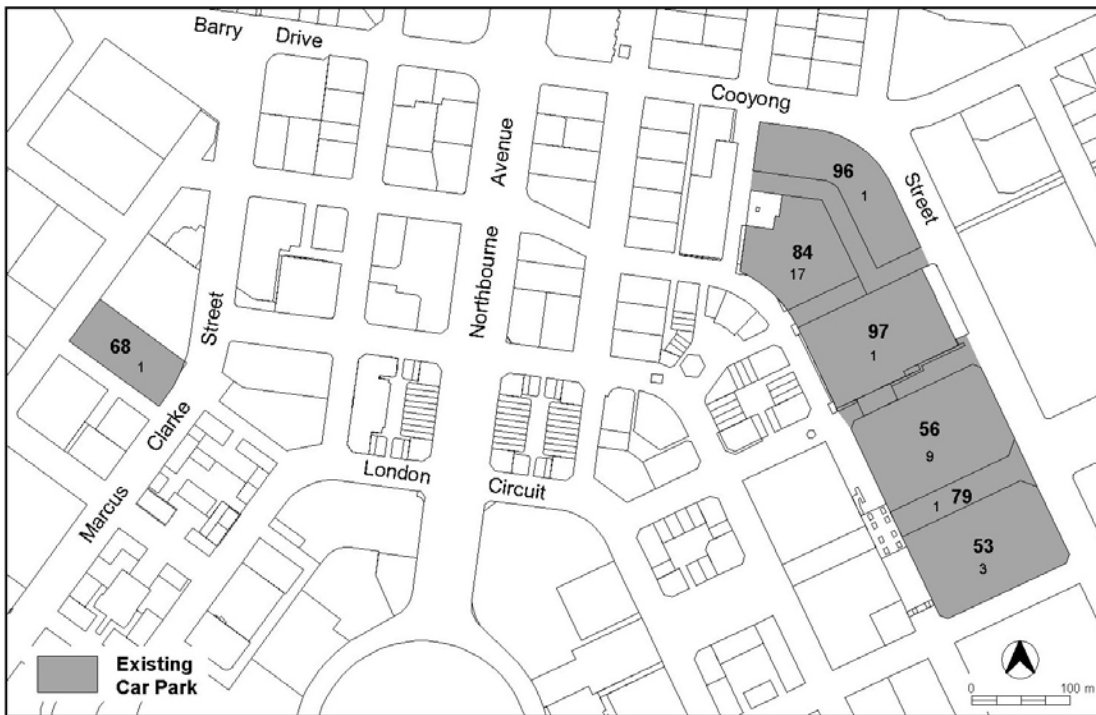 Barry Drive
Cooyong
Street
Northbourne Avenue
Street
Marcus Clarke
London Circuit
96
1
84
17
97
1
68
1
56
9
79
1
53
3
Existing
Car Park
0 100 m